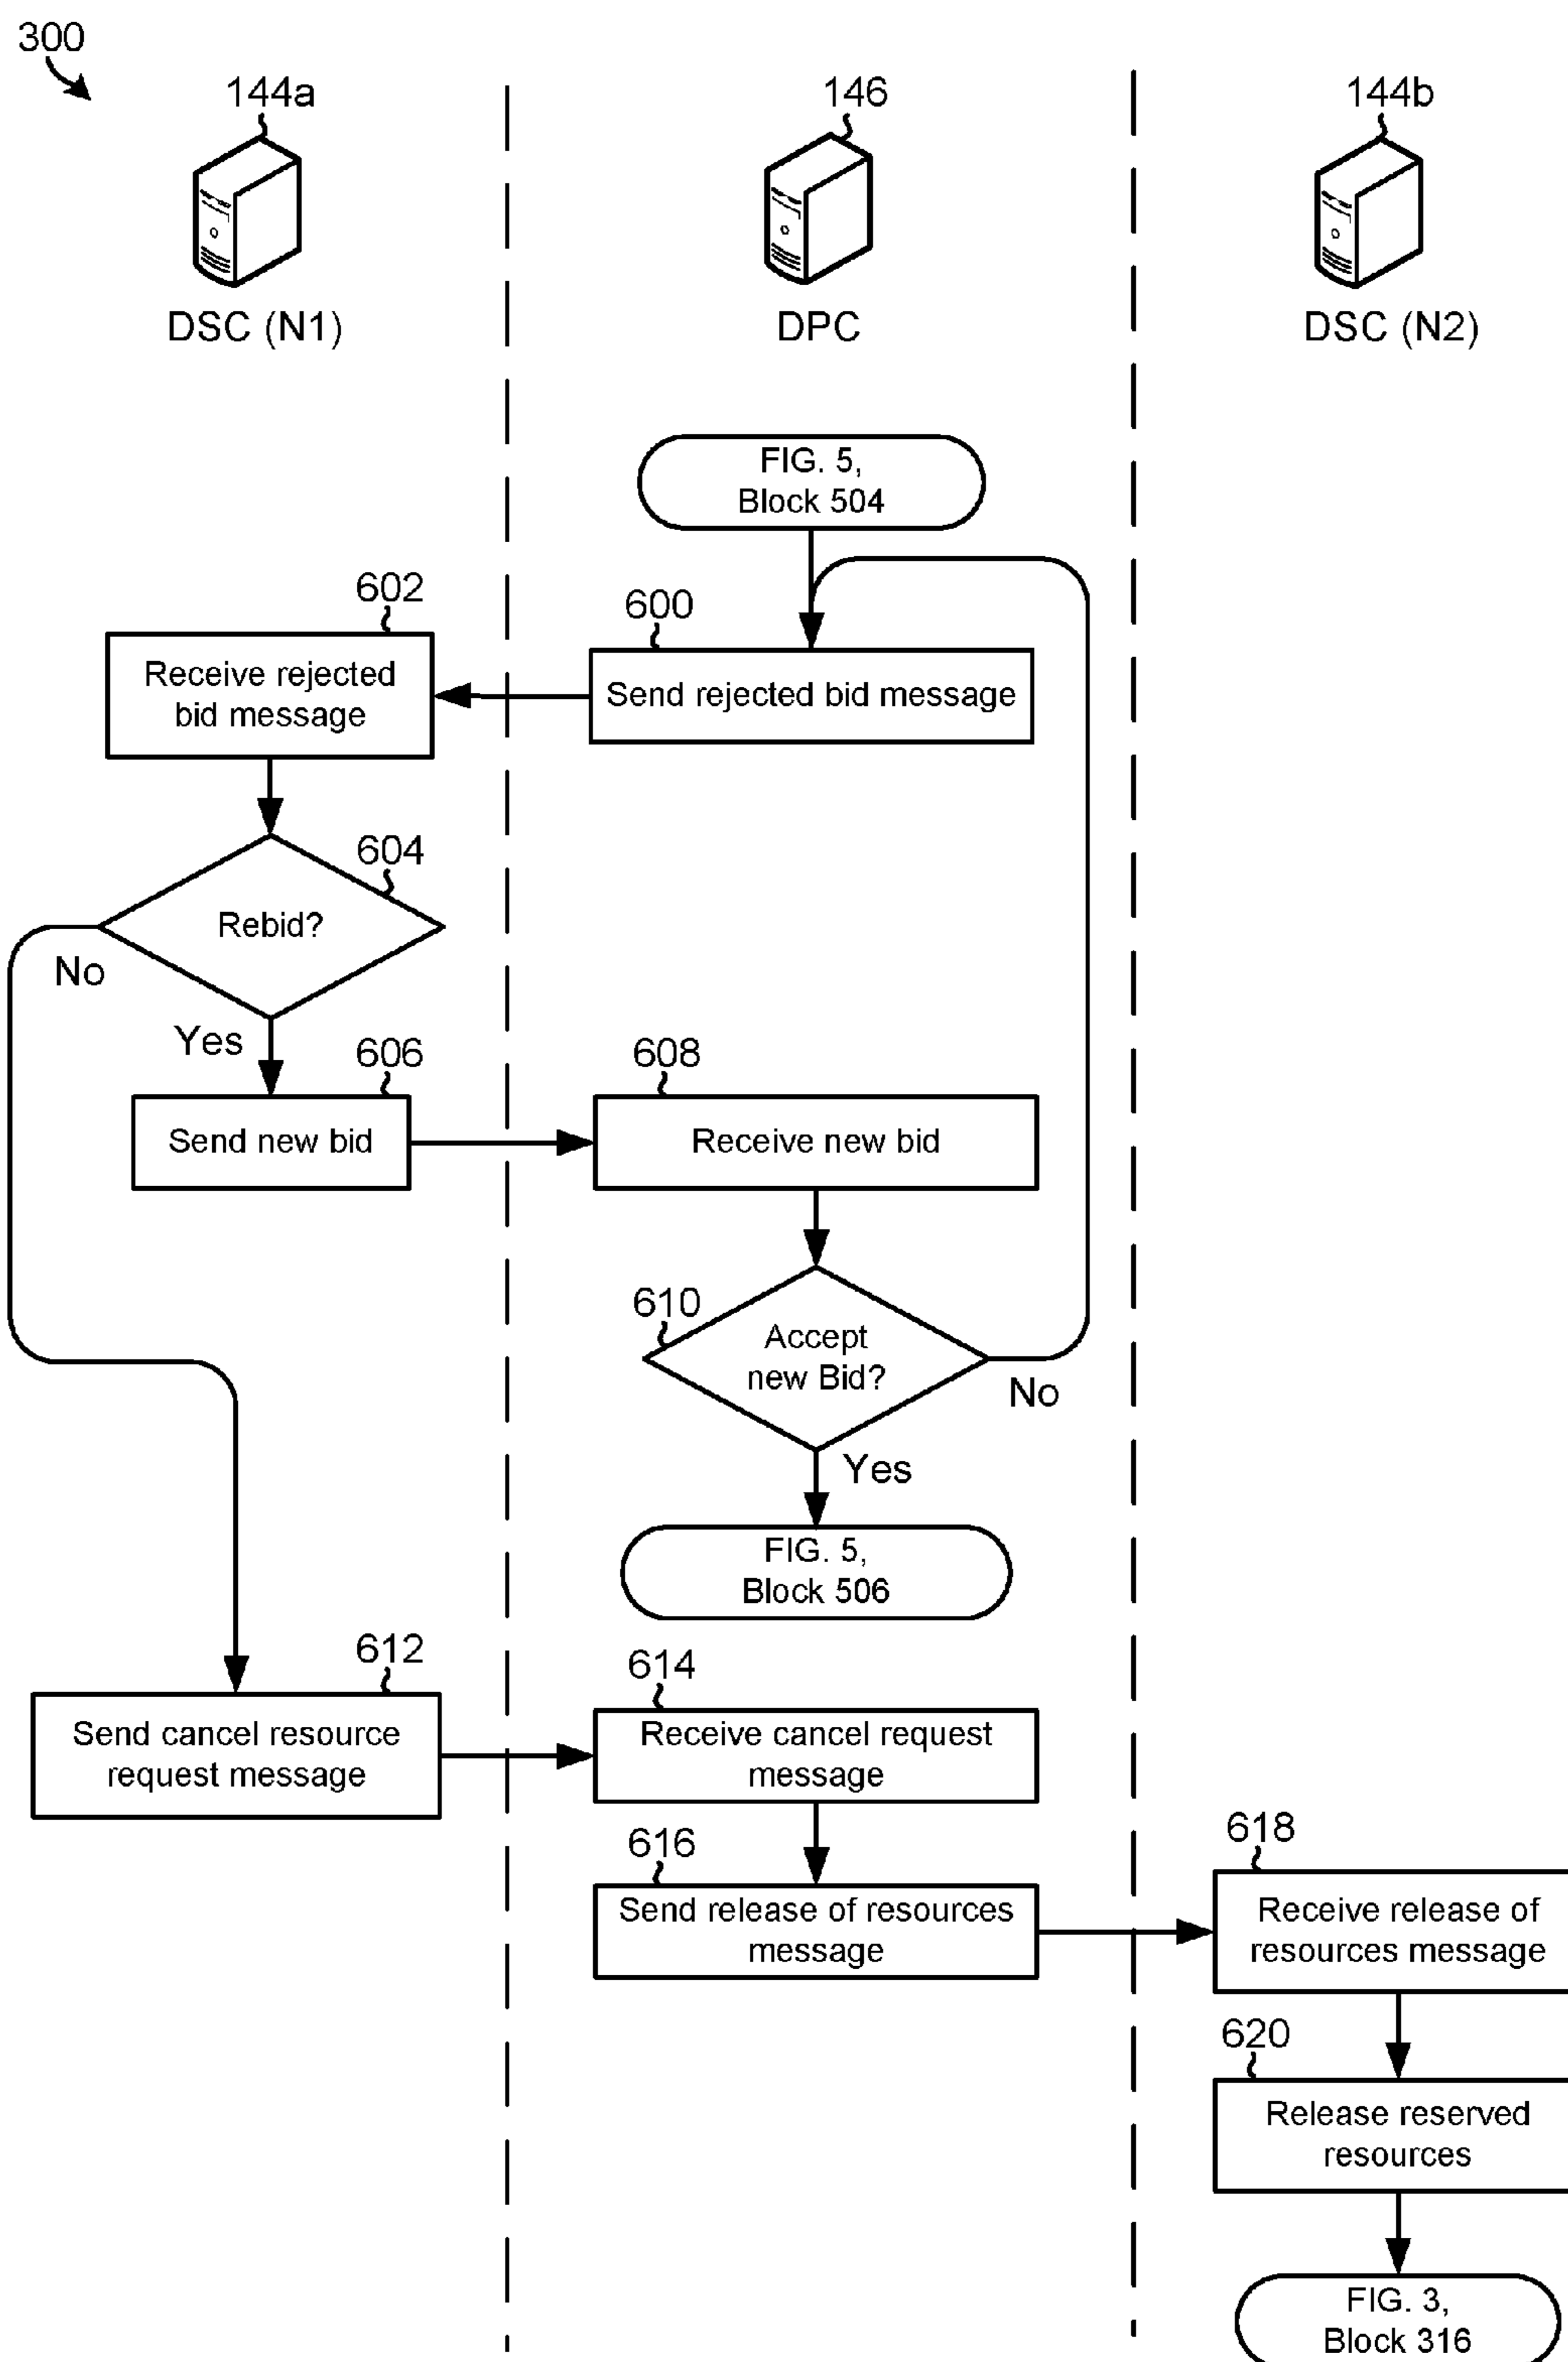 300
144a
146
144b
DSC (N1)
DPC
DSC (N2)
FIG. 5,
Block 504
602
600
Receive rejected
bid message
Send rejected bid message
604
Rebid?
No
Yes
606
608
Send new bid
Receive new bid
610
Accept
new Bid?
No
Yes
FIG. 5,
Block 506
612
614
Send cancel resource
request message
Receive cancel request
message
616
618
Send release of resources
message
Receive release of
resources message
620
Release reserved
resources
FIG. 3,
Block 316